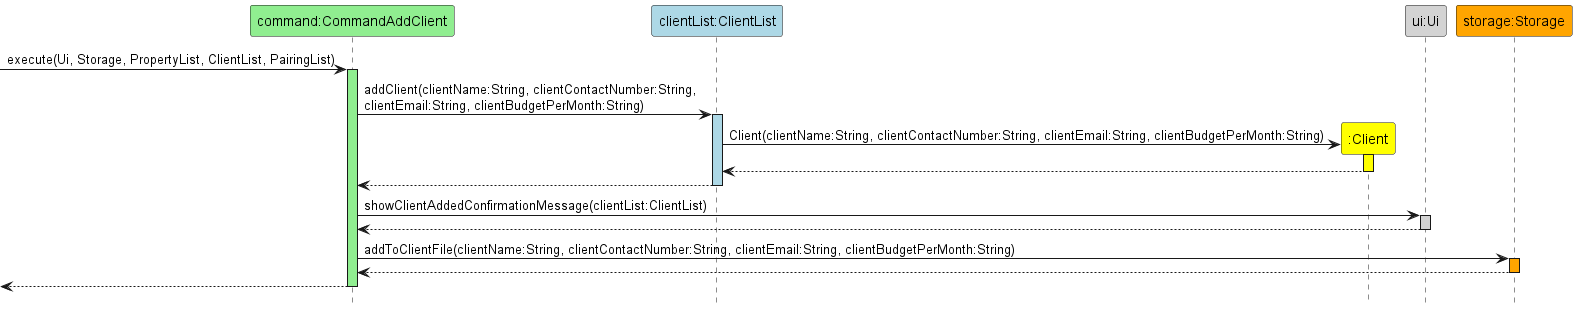 command:CommandAddClient
clientList:ClientList
ui:Ui
storage:Storage
execute(Ui, Storage, PropertyList, ClientList, PairingList)
addClient(clientName:String, clientContactNumber:String,
clientEmail:String, clientBudgetPerMonth:String)
Client(clientName:String, clientContactNumber:String, clientEmail:String, clientBudgetPerMonth:String)
:Client
showClientAddedConfirmationMessage(clientList:ClientList)
addToClientFile(clientName:String, clientContactNumber:String, clientEmail:String, clientBudgetPerMonth:String)